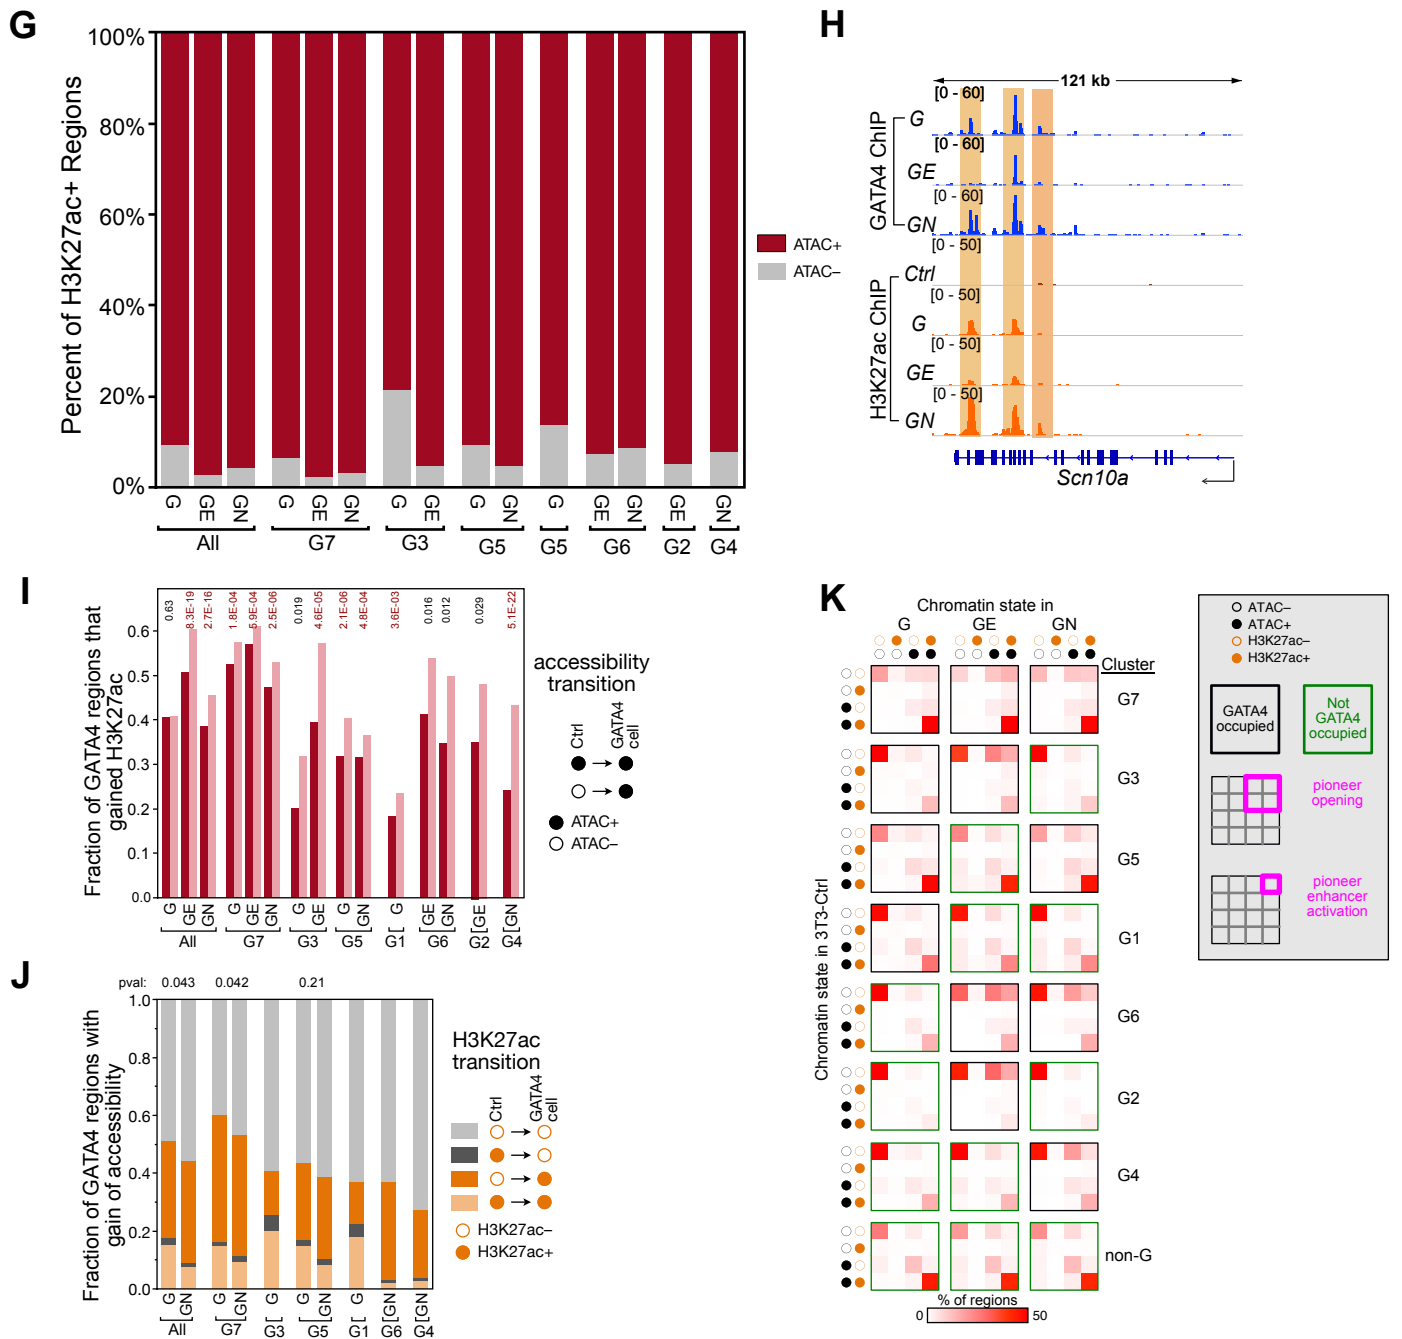 G
100%
80%
60%
40%
20%
0%
Percent of H3K27ac+ Regions
G GE GN G GE GN G GE G GN G GE GN GE GN
All G7 G3 G5 G5 G6 G2 G4
ATAC+
ATAC–
H
121 kb
GATA4 ChIP
[0 - 60]
G
[0 - 60]
GE
[0 - 60]
GN
H3K27ac ChIP
[0 - 50]
Ctrl
[0 - 50]
G
[0 - 50]
GE
[0 - 50]
GN
Scn10a
I
Fraction of GATA4 regions that
gained H3K27ac
0.6
0.5
0.4
0.3
0.2
0.1
0.0
0.63 8.3E-19 2.7E-16 1.8E-04 5.9E-04 2.5E-06 0.019 4.6E-05 2.1E-06 4.8E-04 3.6E-03 0.016 0.012 0.029 5.1E-22
G GE GN G GE GN G GE G GN G GE GN GE GN
All G7 G3 G5 G1 G6 G2 G4
accessibility
transition
Ctrl
GATA4
cell
ATAC+
ATAC–
J
pval: 0.043 0.042 0.21
Fraction of GATA4 regions with
gain of accessibility
1.0
0.8
0.6
0.4
0.2
0.0
G GN G GN G G GN G GN GN
All G7 G3 G5 G1 G6 G4
H3K27ac
transition
Ctrl
GATA4
cell
H3K27ac–
H3K27ac+
K
Chromatin state in
G GE GN
Cluster
Chromatin state in 3T3-Ctrl
G7
G3
G5
G1
G6
G2
G4
non-G
% of regions
0 50
ATAC–
ATAC+
H3K27ac–
H3K27ac+
GATA4
occupied
Not
GATA4
occupied
pioneer
opening
pioneer
enhancer
activation